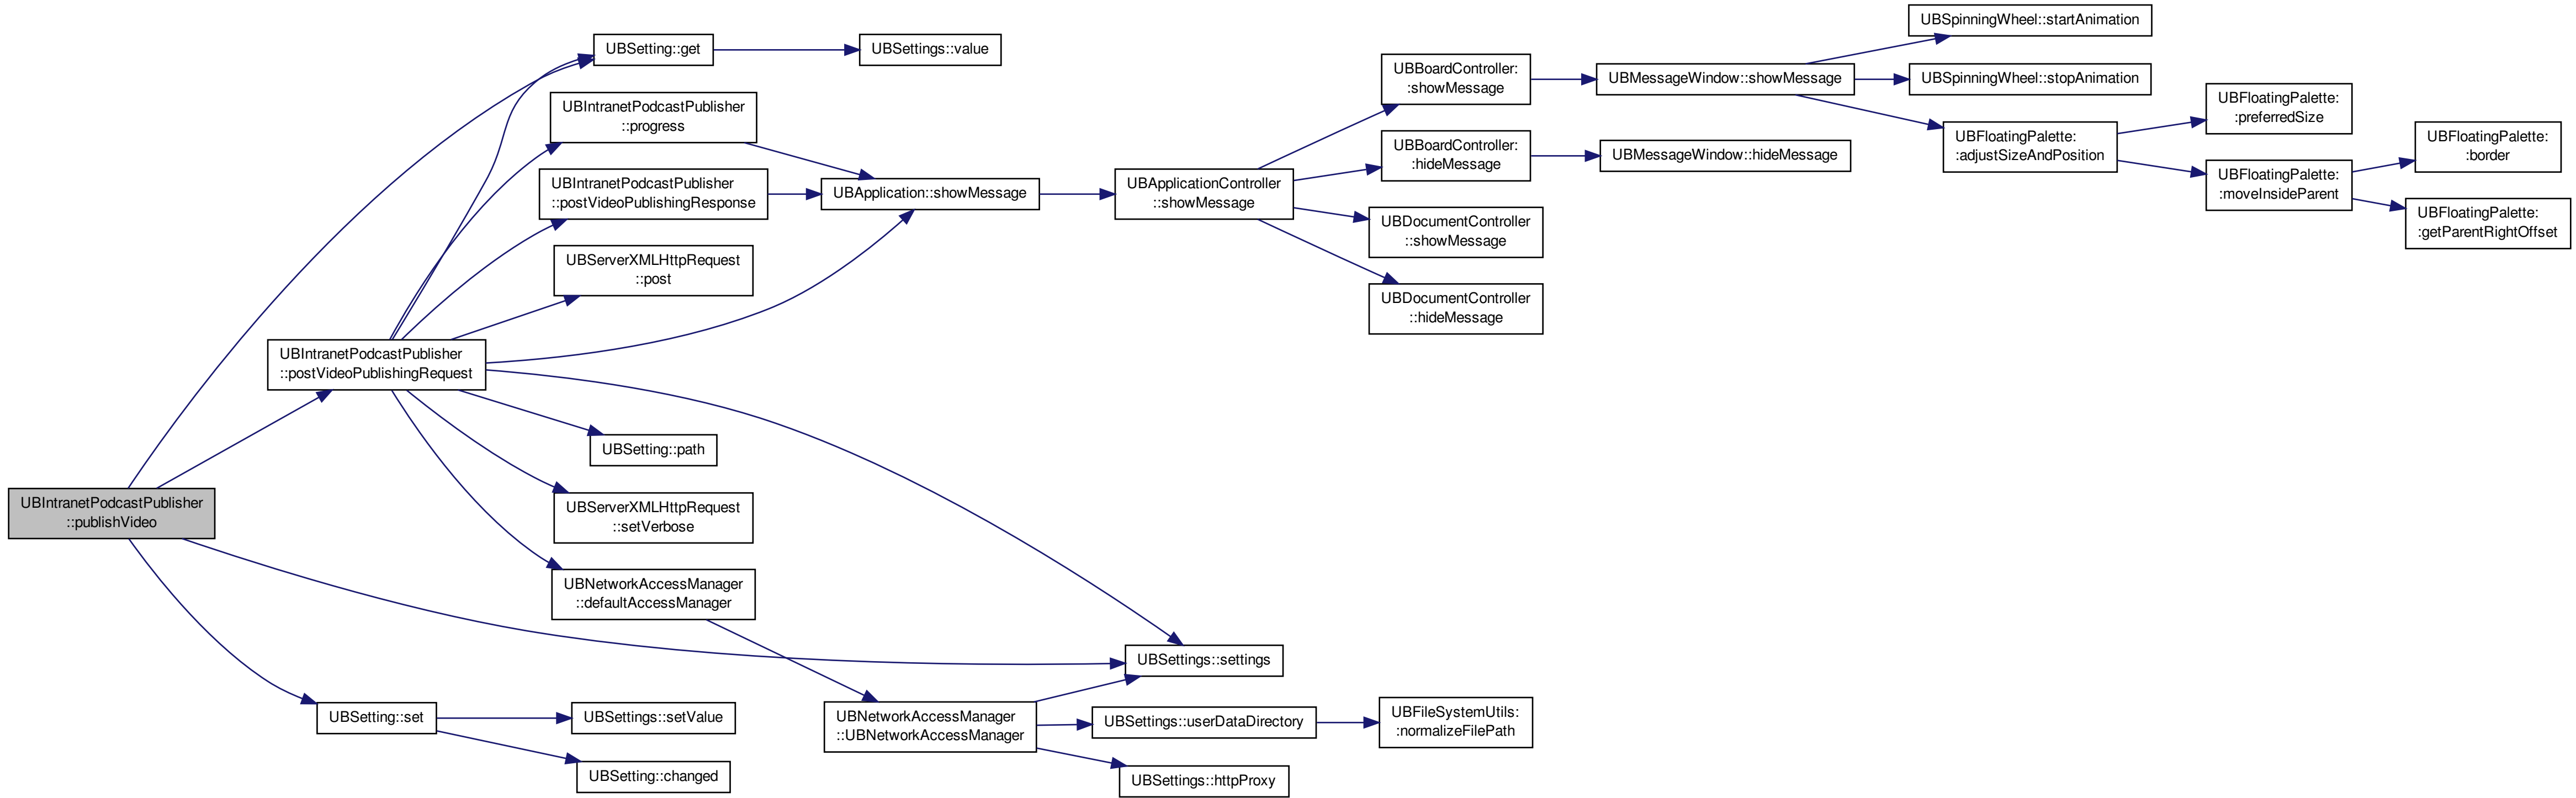 UBIntranetPodcastPublisher
::publishVideo
UBSetting::get
UBSettings::value
UBIntranetPodcastPublisher
::postVideoPublishingRequest
UBIntranetPodcastPublisher
::progress
UBIntranetPodcastPublisher
::postVideoPublishingResponse
UBServerXMLHttpRequest
::post
UBApplication::showMessage
UBApplicationController
::showMessage
UBBoardController:
:showMessage
UBBoardController:
:hideMessage
UBDocumentController
::showMessage
UBDocumentController
::hideMessage
UBMessageWindow::showMessage
UBMessageWindow::hideMessage
UBSpinningWheel::startAnimation
UBSpinningWheel::stopAnimation
UBFloatingPalette:
:adjustSizeAndPosition
UBFloatingPalette:
:preferredSize
UBFloatingPalette:
:moveInsideParent
UBFloatingPalette:
:border
UBFloatingPalette:
:getParentRightOffset
UBSetting::path
UBServerXMLHttpRequest
::setVerbose
UBNetworkAccessManager
::defaultAccessManager
UBSettings::settings
UBNetworkAccessManager
::UBNetworkAccessManager
UBSettings::userDataDirectory
UBFileSystemUtils:
:normalizeFilePath
UBSettings::httpProxy
UBSetting::set
UBSettings::setValue
UBSetting::changed